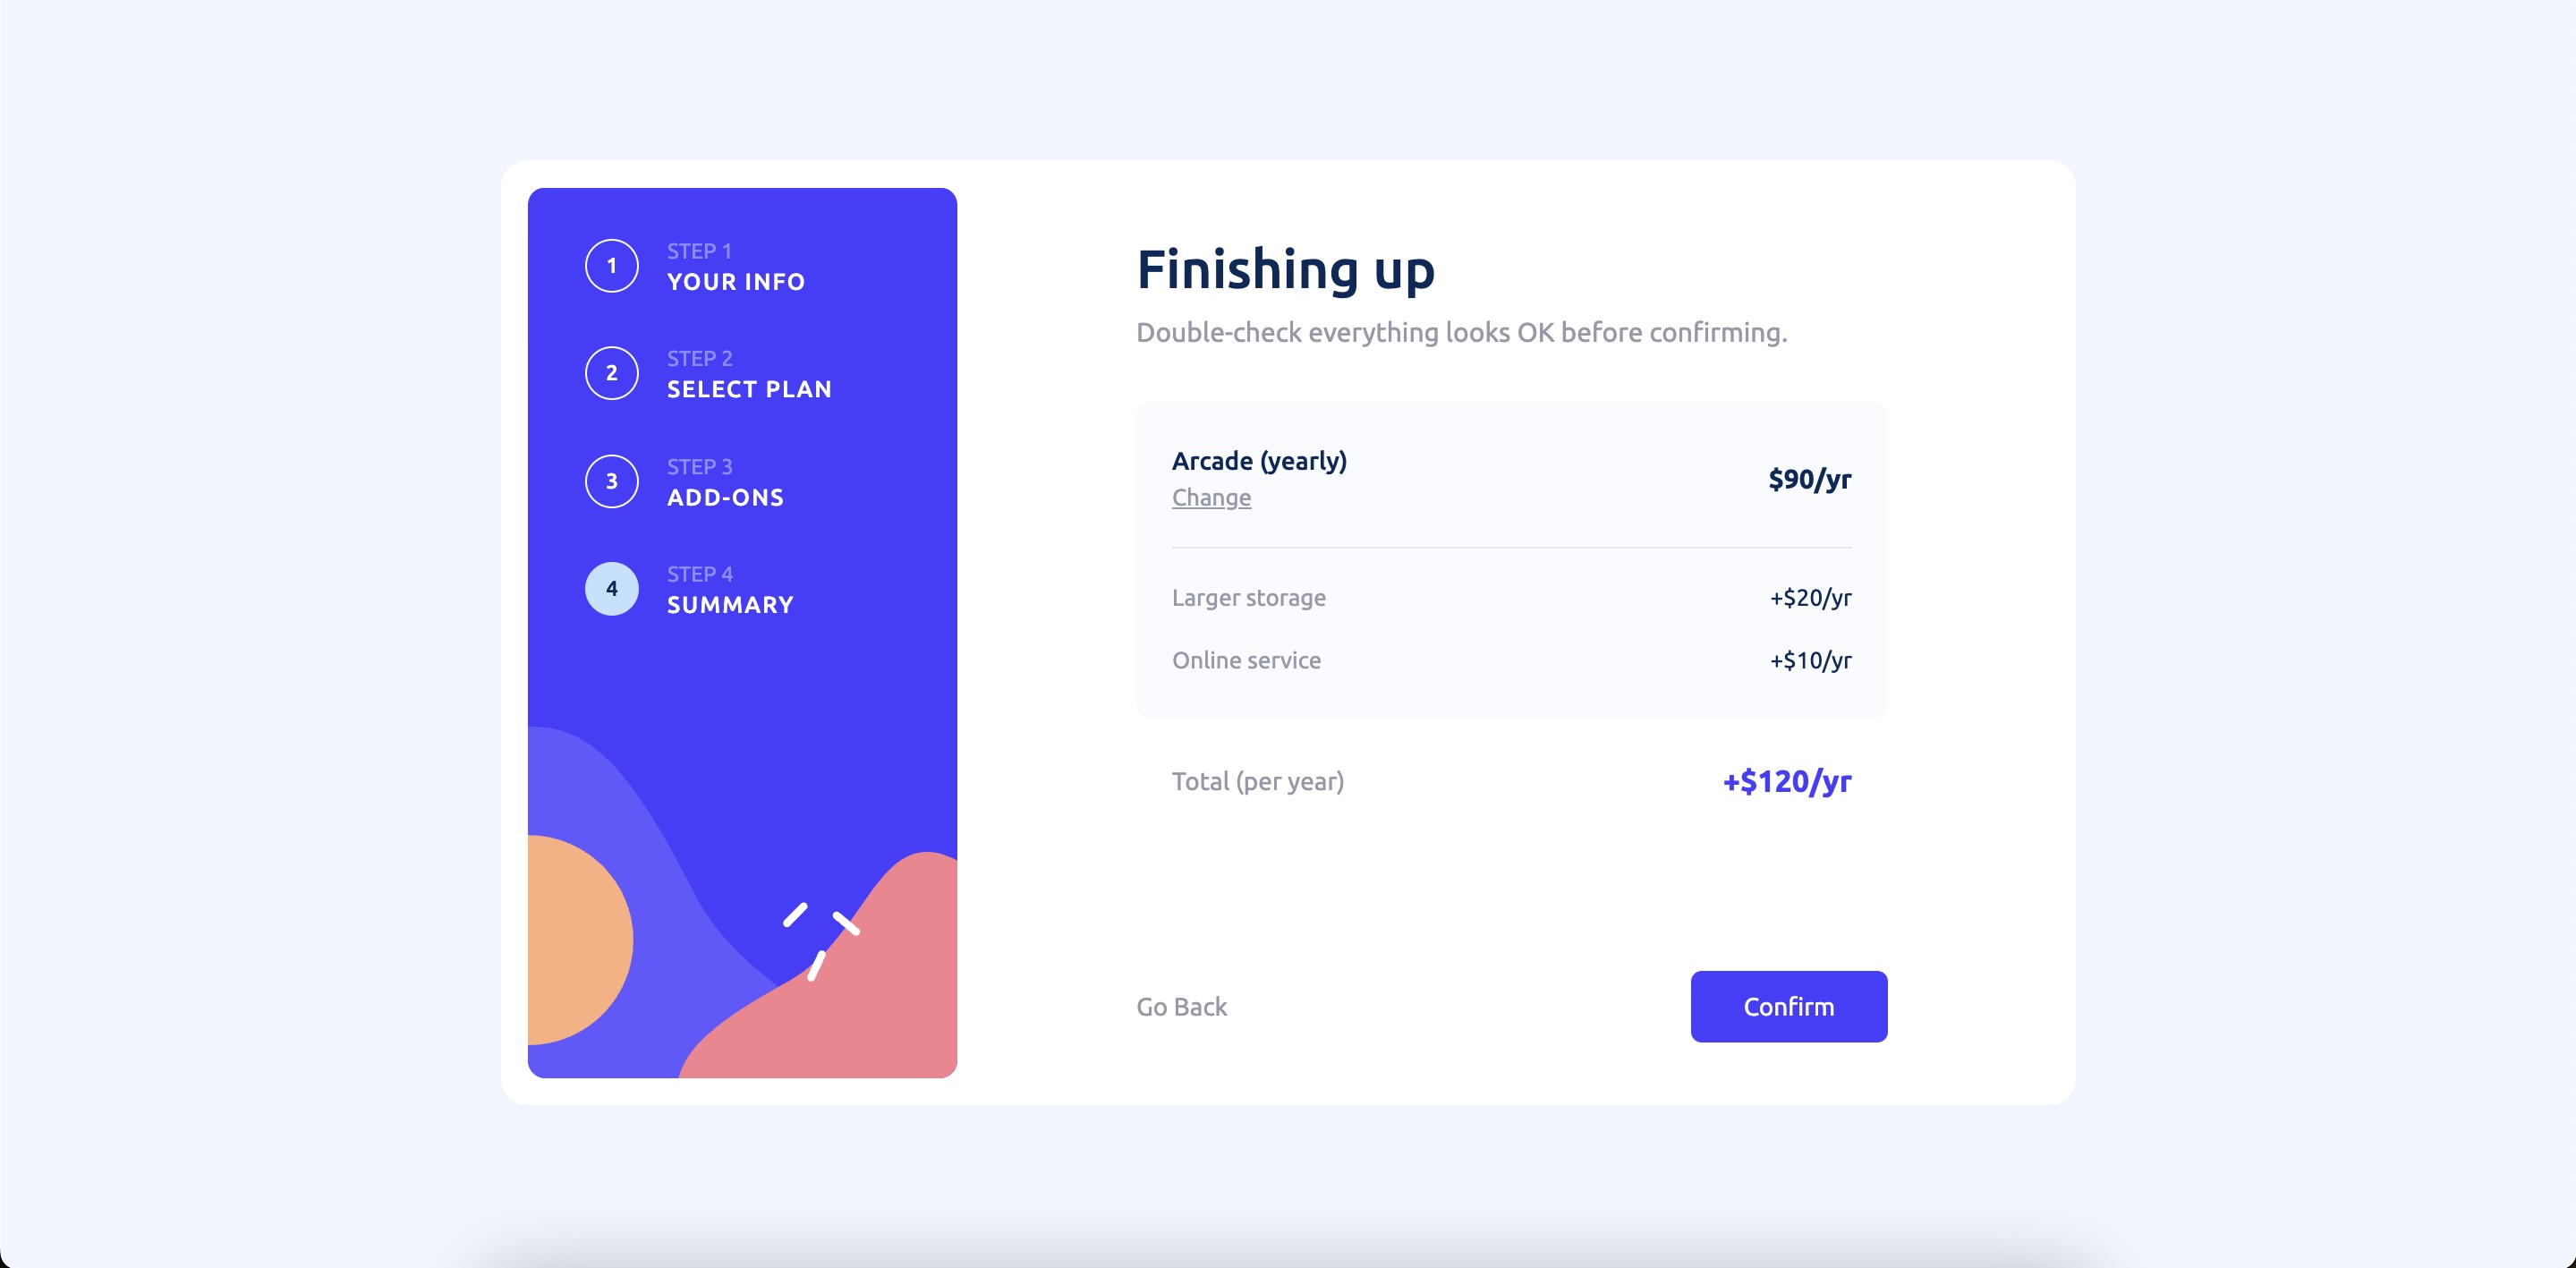 1
STEP 1
YOUR INFO
2
STEP 2
SELECT PLAN
3
STEP 3
ADD-ONS
4
STEP 4
SUMMARY
Finishing up
Double-check everything looks OK before confirming.
Arcade (yearly)
Change
$90/yr
Larger storage +$20/yr
Online service +$10/yr
Total (per year) +$120/yr
Go Back Confirm